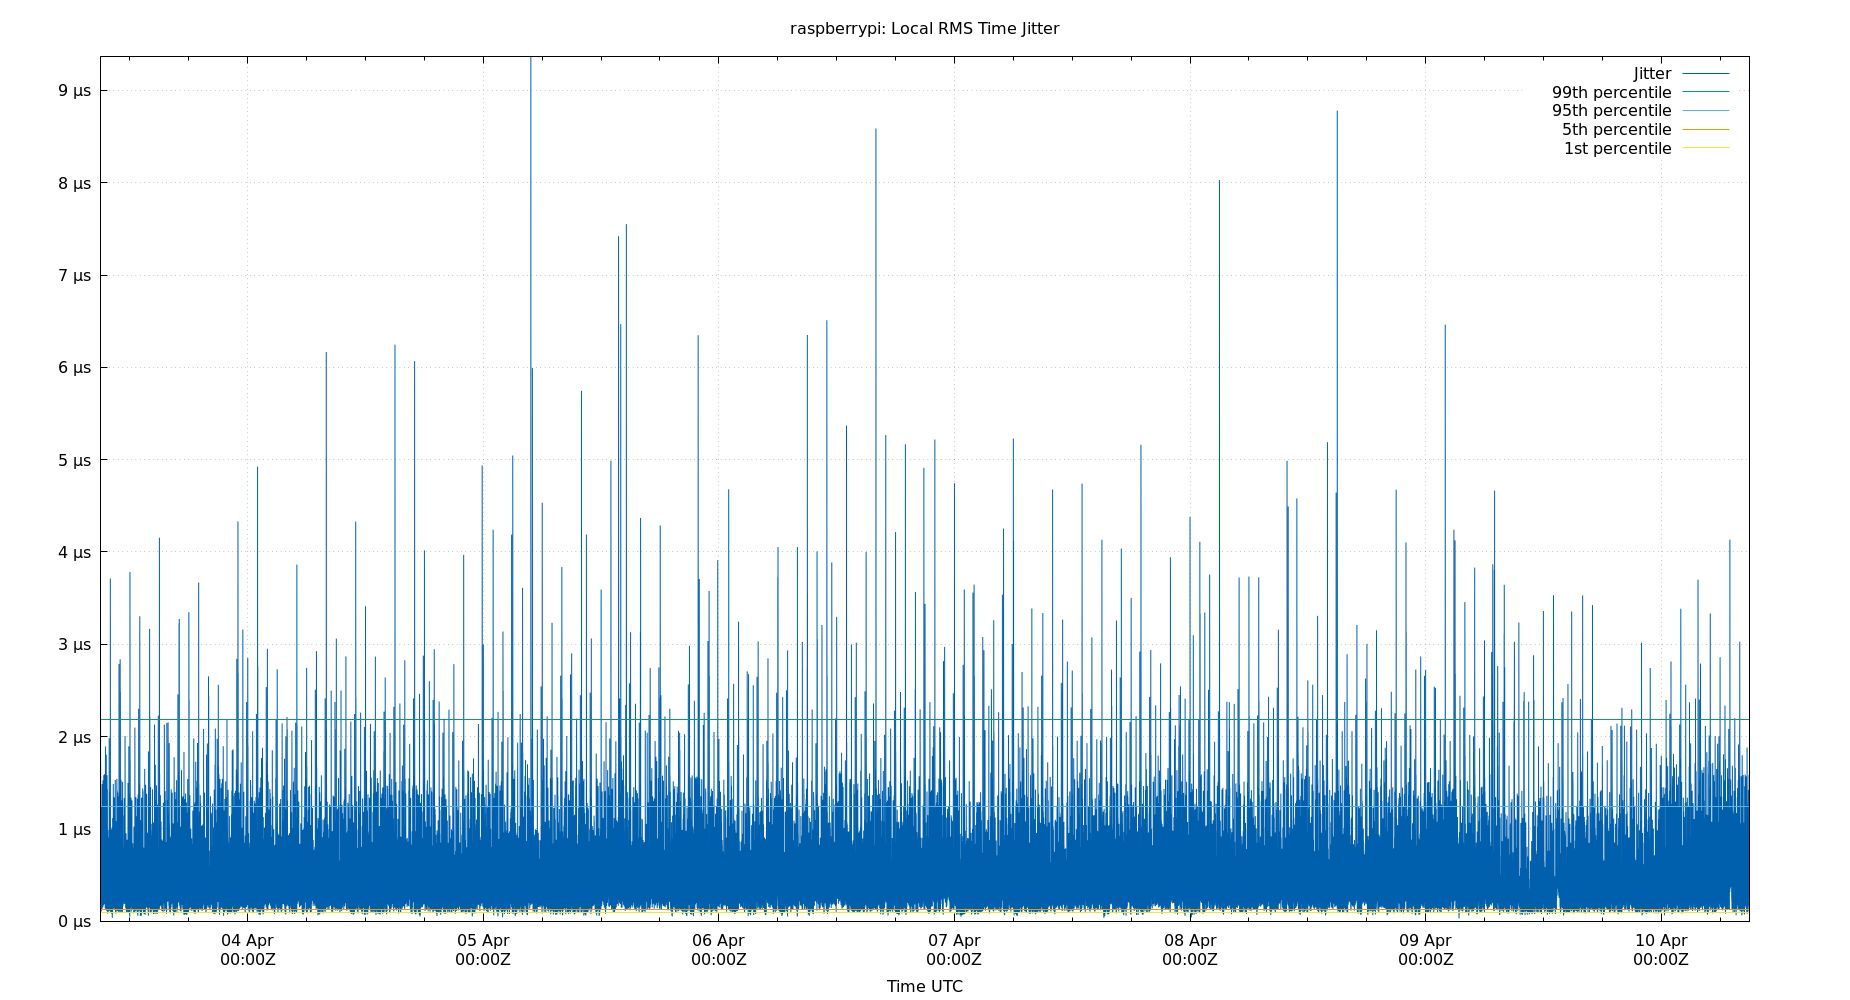 raspberrypi: Local RMS Time Jitter
Jitter
99th percentile
95th percentile
5th percentile
1st percentile
9 µs
8 µs
7 µs
6 µs
5 µs
4 µs
3 µs
2 µs
1 µs
0 µs
04 Apr
00:00Z
05 Apr
00:00Z
06 Apr
00:00Z
07 Apr
00:00Z
08 Apr
00:00Z
09 Apr
00:00Z
10 Apr
00:00Z
Time UTC